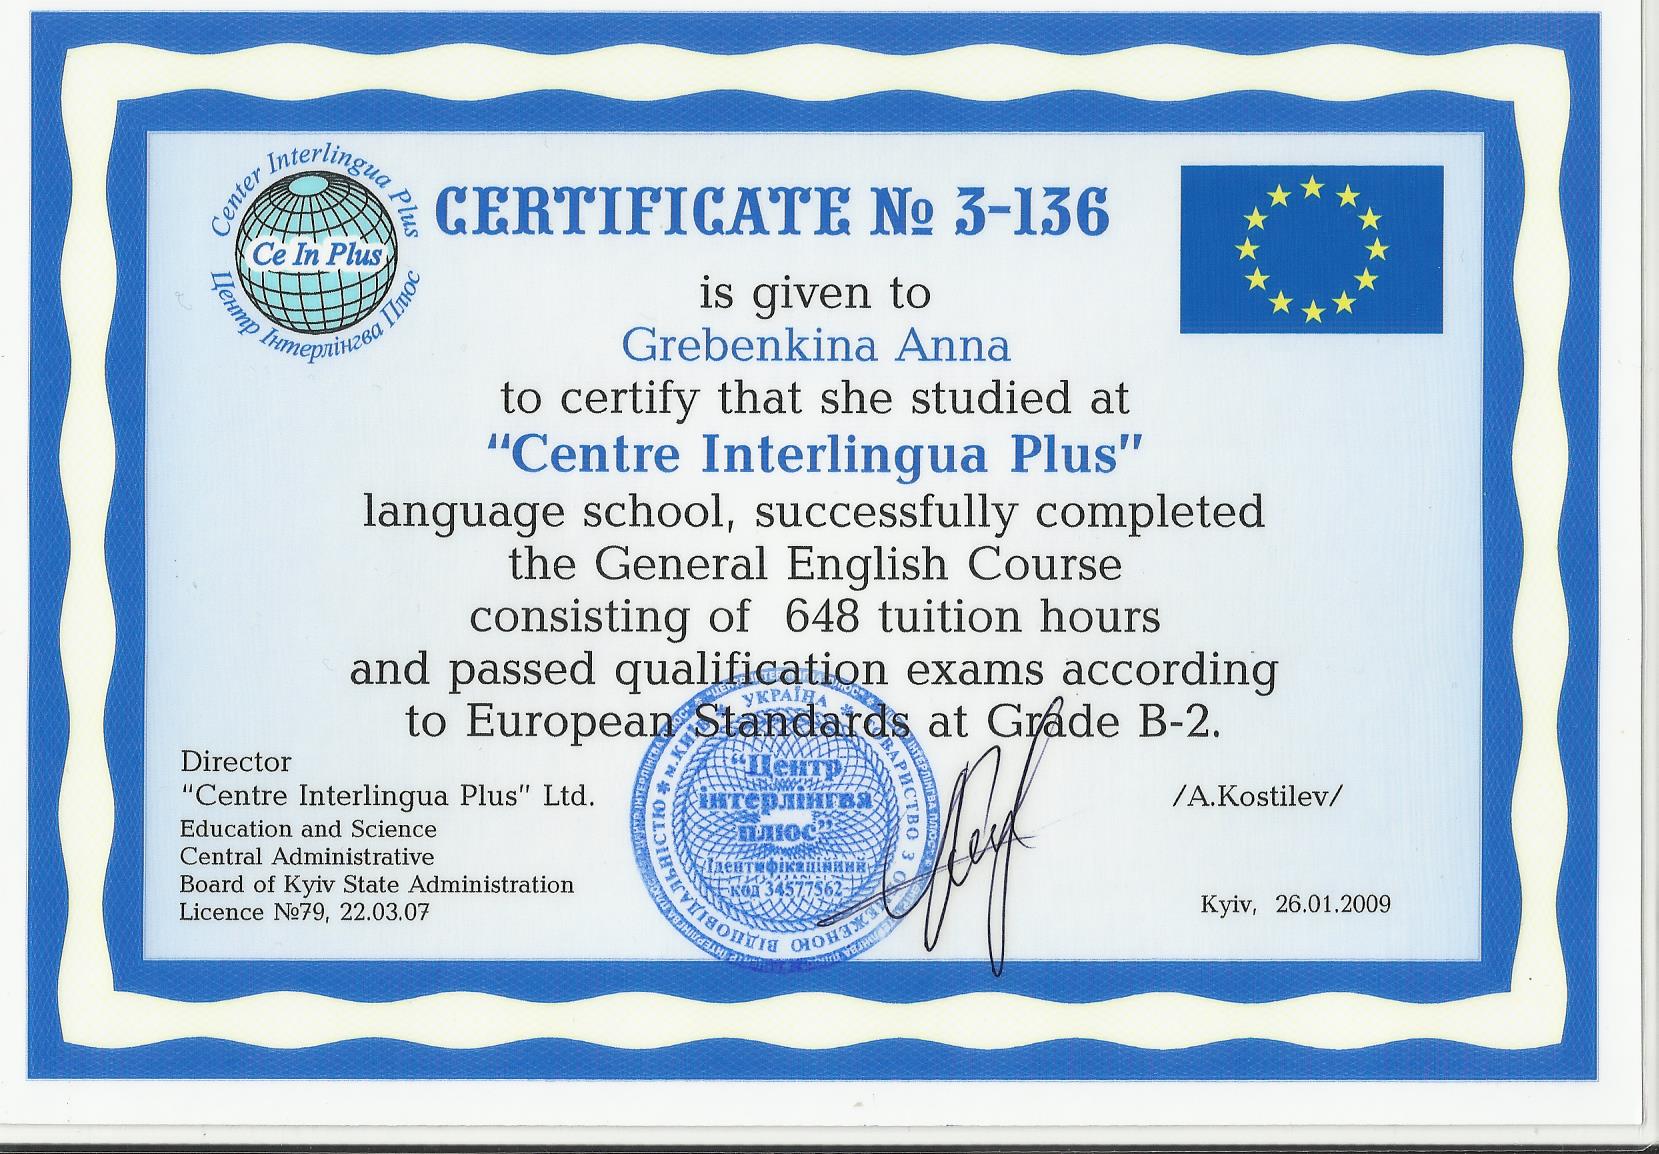 Center Interlingua Plus
Ce In Plus
Центр Інтерлінгва Плюс
CERTIFICATE № 3-136
is given to
Grebenkina Anna
to certify that she studied at
“Centre Interlingua Plus”
language school, successfully completed
the General English Course
consisting of 648 tuition hours
and passed qualification exams according
to European Standards at Grade B-2.
Director
“Centre Interlingua Plus” Ltd.
Education and Science
Central Administrative
Board of Kyiv State Administration
Licence №79, 22.03.07
/A.Kostilev/
Kyiv, 26.01.2009
УКРАЇНА * м.КИЇВ *
ВІДПОВІДАЛЬНІСТЮ
“Центр
інтерлінгва
плюс”
Ідентифікаційний
код 34577562